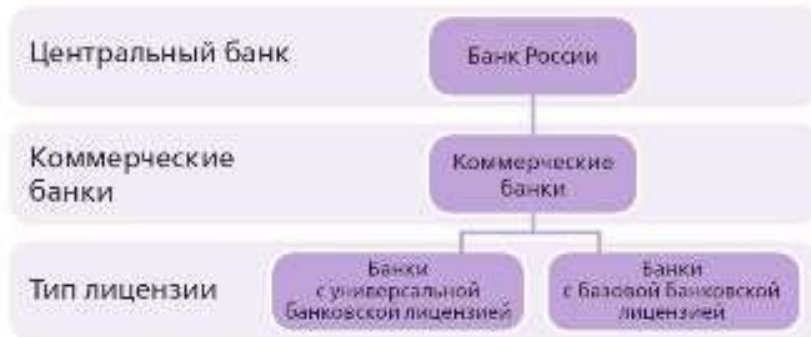 Центральный банк
Банк России
Коммерческие
банки
Коммерческие
банки
Тип лицензии
Банки
с универсальной
банковской лицензией
Банки
с базовой банковской
лицензией